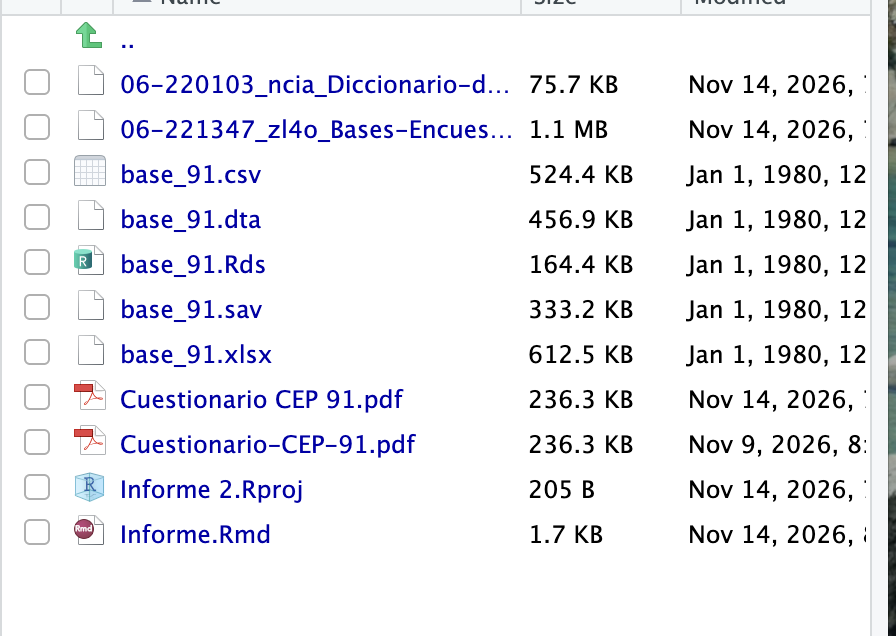 Name Size Modified
..
06-220103_ncia_Diccionario-d... 75.7 KB Nov 14, 2026,
06-221347_zl4o_Bases-Encues... 1.1 MB Nov 14, 2026,
base_91.csv 524.4 KB Jan 1, 1980, 12
base_91.dta 456.9 KB Jan 1, 1980, 12
R base_91.Rds 164.4 KB Jan 1, 1980, 12
base_91.sav 333.2 KB Jan 1, 1980, 12
base_91.xlsx 612.5 KB Jan 1, 1980, 12
Cuestionario CEP 91.pdf 236.3 KB Nov 14, 2026,
Cuestionario-CEP-91.pdf 236.3 KB Nov 9, 2026, 8:
R Informe 2.Rproj 205 B Nov 14, 2026,
Rmd Informe.Rmd 1.7 KB Nov 14, 2026,